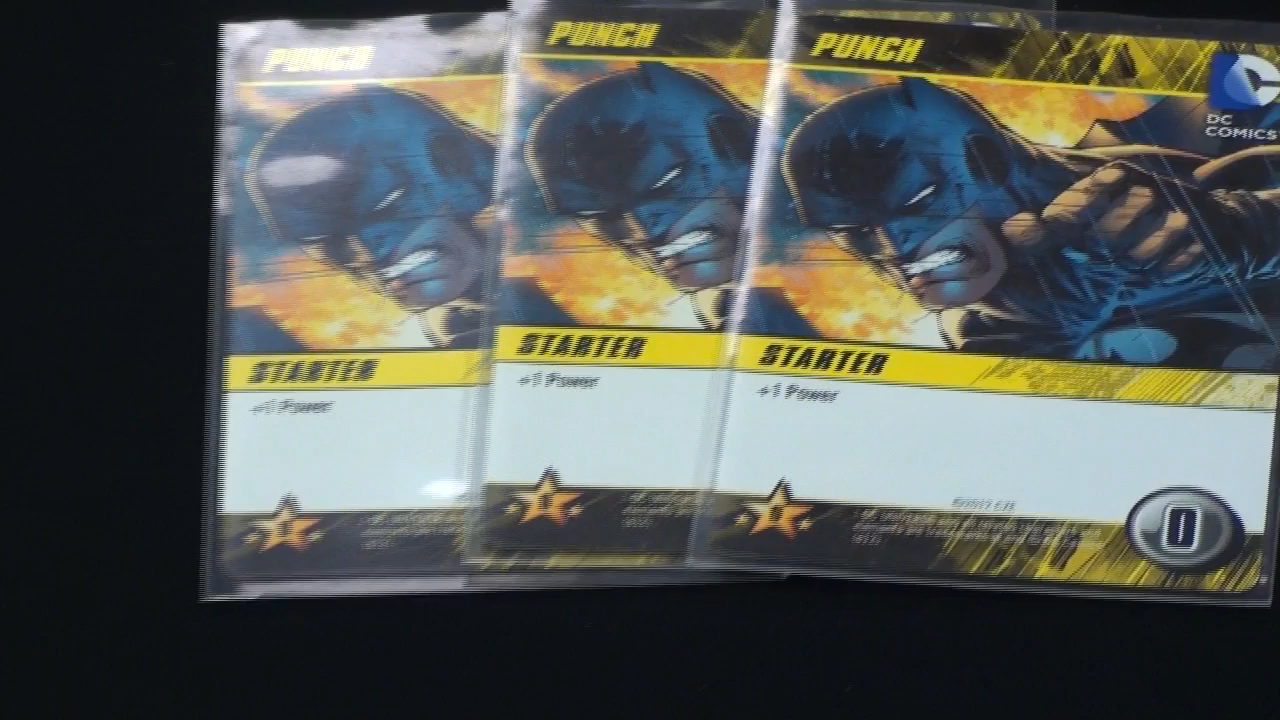 PUNCH
STARTER
+1 Power
PUNCH
STARTER
+1 Power
PUNCH
DC
COMICS
STARTER
+1 Power
0